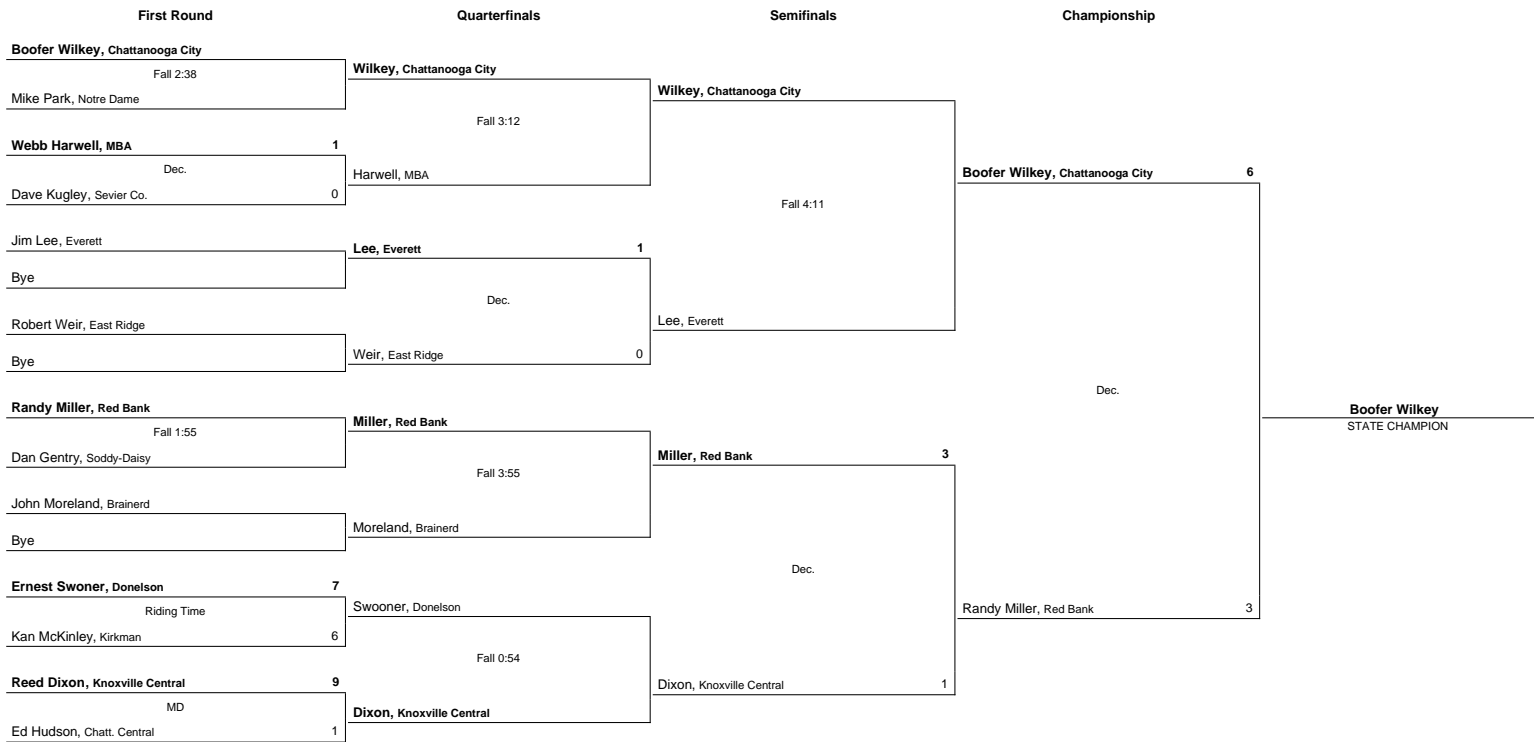 First Round Quarterfinals Semifinals Championship
Boofer Wilkey, Chattanooga City
Fall 2:38
Mike Park, Notre Dame
Webb Harwell, MBA 1
Dec.
Dave Kugley, Sevier Co. 0
Jim Lee, Everett
Bye
Robert Weir, East Ridge
Bye
Randy Miller, Red Bank
Fall 1:55
Dan Gentry, Soddy-Daisy
John Moreland, Brainerd
Bye
Ernest Swoner, Donelson 7
Riding Time
Kan McKinley, Kirkman 6
Reed Dixon, Knoxville Central 9
MD
Ed Hudson, Chatt. Central 1
Wilkey, Chattanooga City
Fall 3:12
Harwell, MBA
Lee, Everett 1
Dec.
Weir, East Ridge 0
Miller, Red Bank
Fall 3:55
Moreland, Brainerd
Swooner, Donelson
Fall 0:54
Dixon, Knoxville Central
Wilkey, Chattanooga City
Fall 4:11
Lee, Everett
Miller, Red Bank 3
Dec.
Dixon, Knoxville Central 1
Boofer Wilkey, Chattanooga City 6
Dec.
Randy Miller, Red Bank 3
Boofer Wilkey
STATE CHAMPION